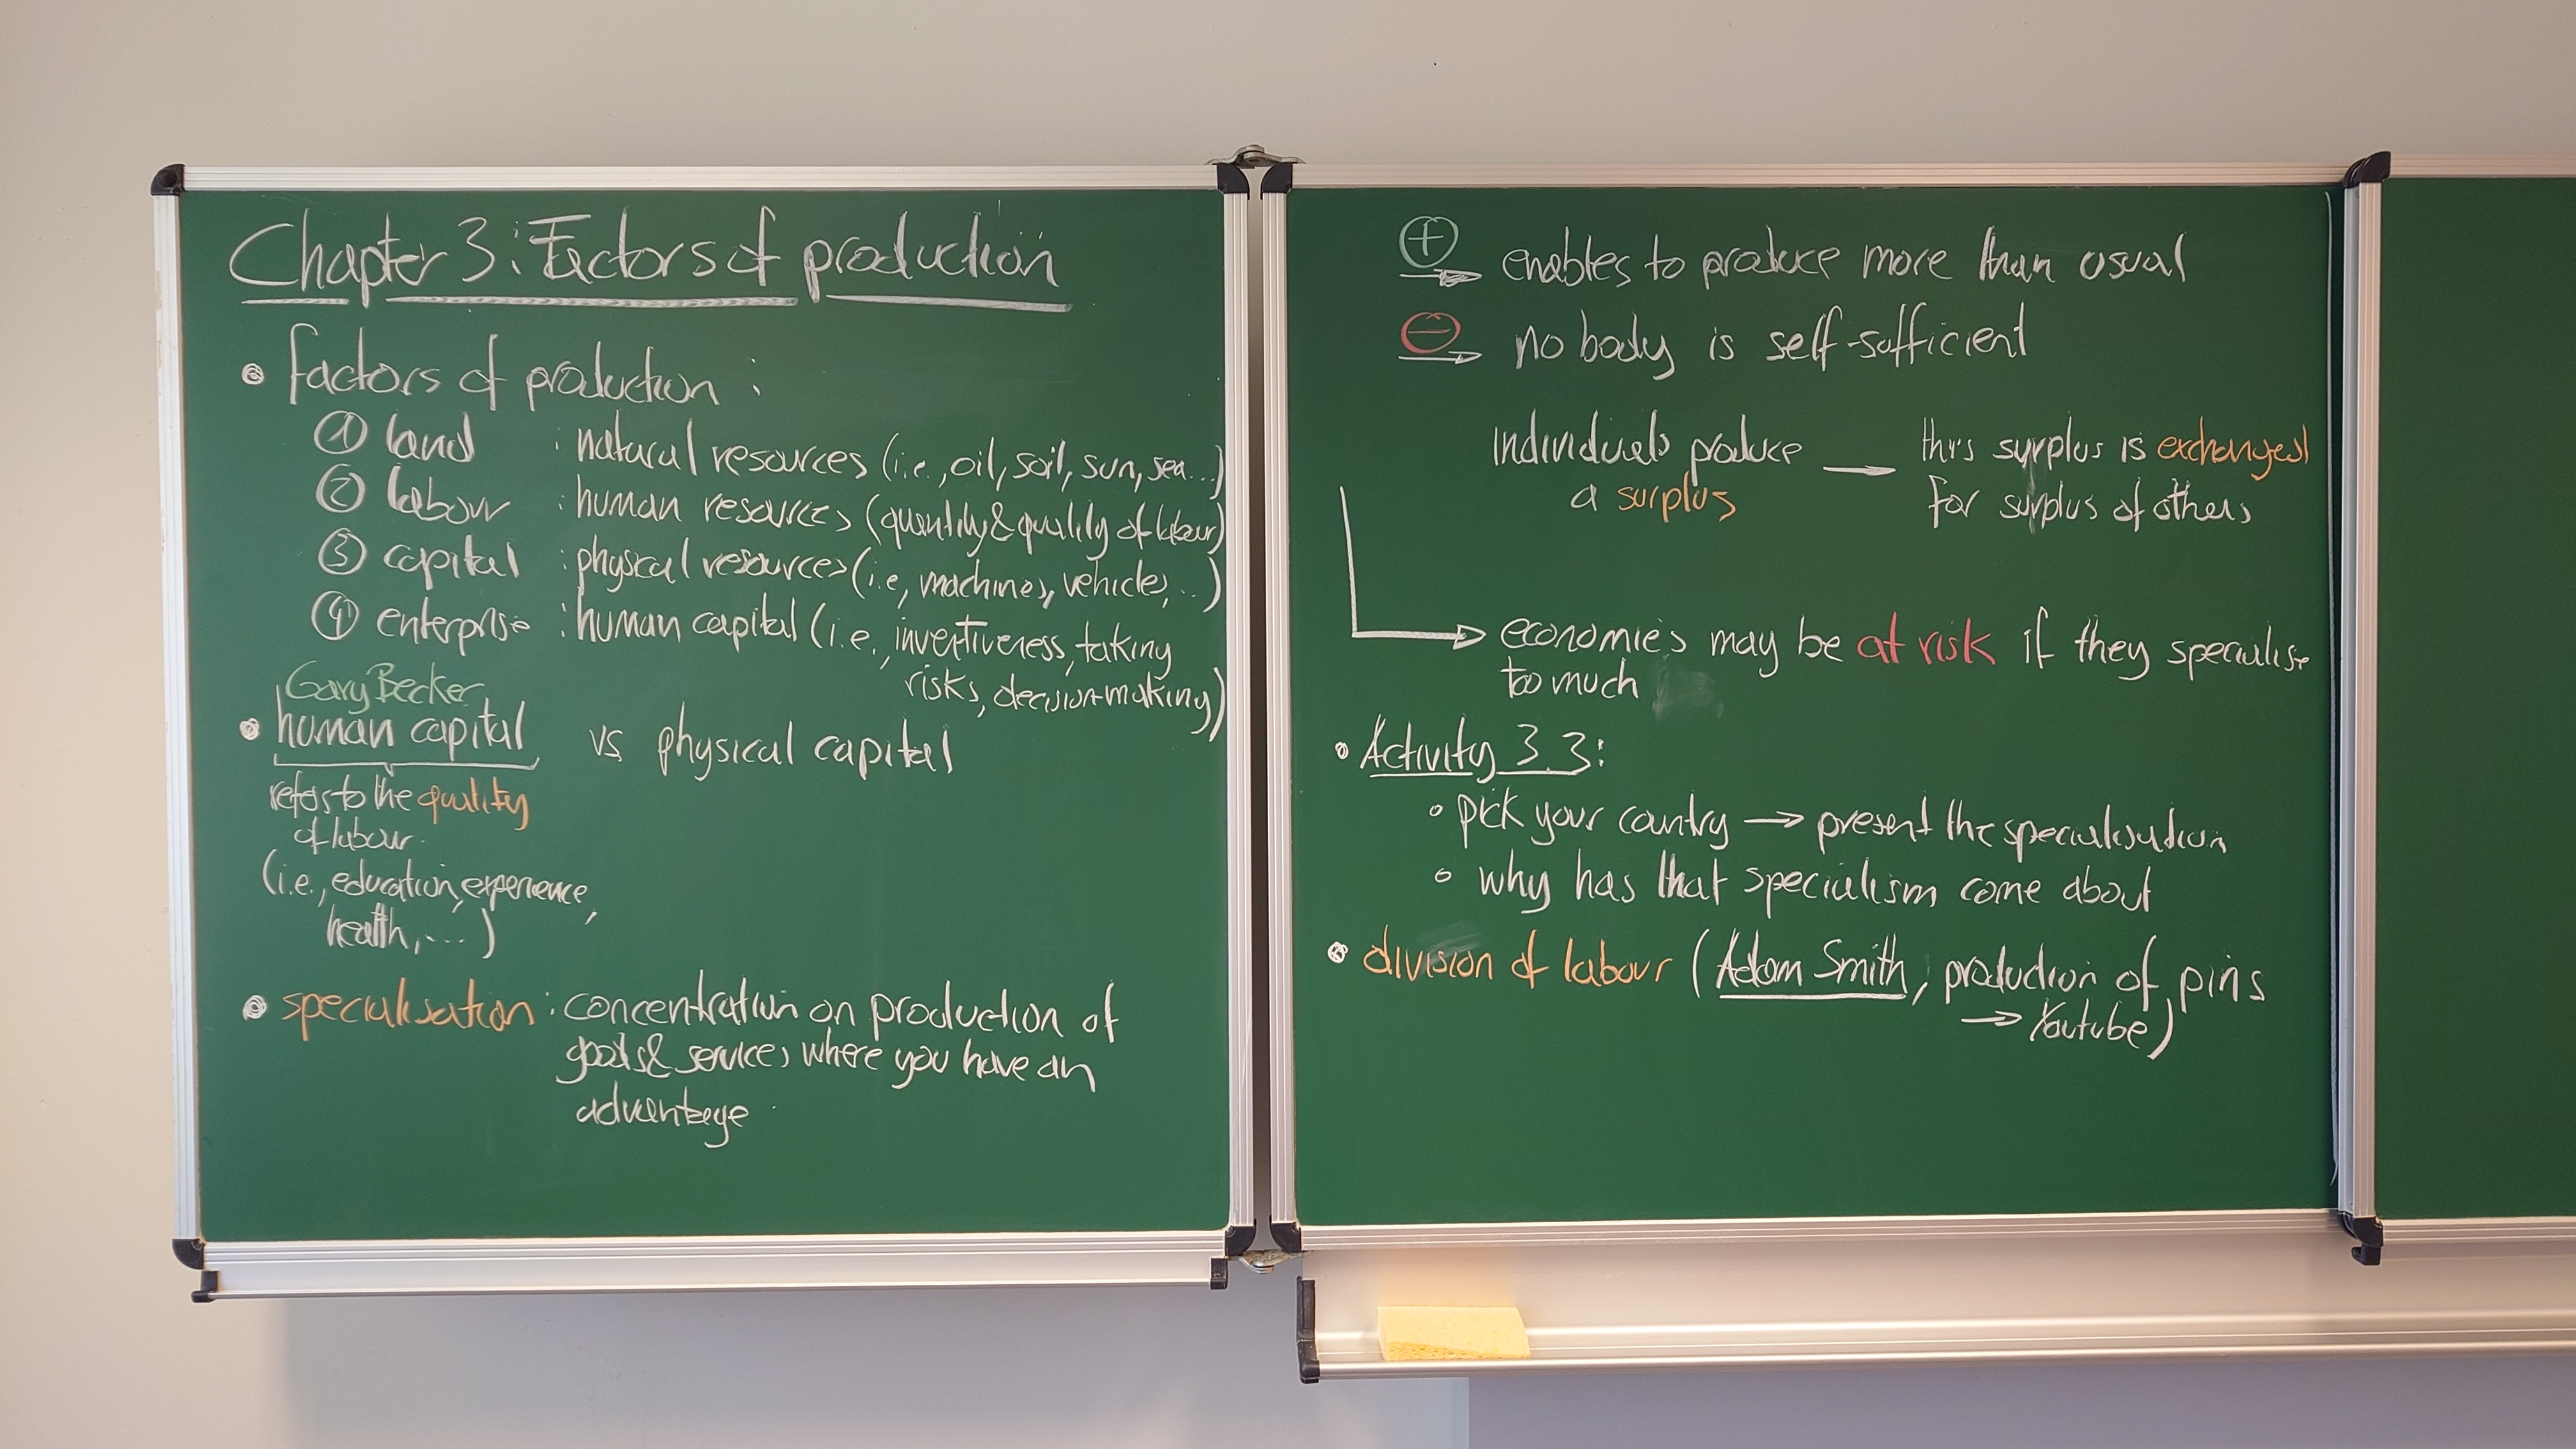 Chapter 3: Factors of production
factors of production :
① land : natural resources (i.e., oil, soil, sun, sea...)
② labour : human resources (quantity & quality of labour)
③ capital : physical resources (i.e, machines, vehicles, ...)
④ enterprise : human capital (i.e., inventiveness, taking
risks, decision-making)
Gary Becker
human capital vs physical capital
refers to the quality
of labour.
(i.e., education, experience,
health, ...)
specialisation : concentration on production of
goods & services where you have an
advantage.
⊕ → enables to produce more than usual
⊖ → no body is self-sufficient
Individuals produce — this surplus is exchanged
a surplus for surplus of others
→ economies may be at risk if they specialise
too much
Activity 3.3:
pick your country → present the specialisation
why has that specialism come about
division of labour (Adam Smith, production of pins
→ Youtube)